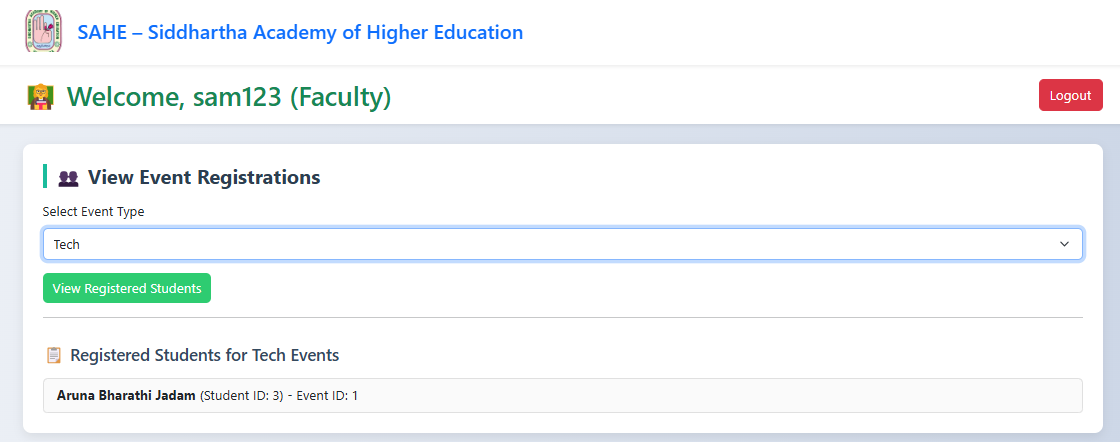 SAHE – Siddhartha Academy of Higher Education
Welcome, sam123 (Faculty)
Logout
View Event Registrations
Select Event Type
Tech
View Registered Students
Registered Students for Tech Events
Aruna Bharathi Jadam (Student ID: 3) - Event ID: 1